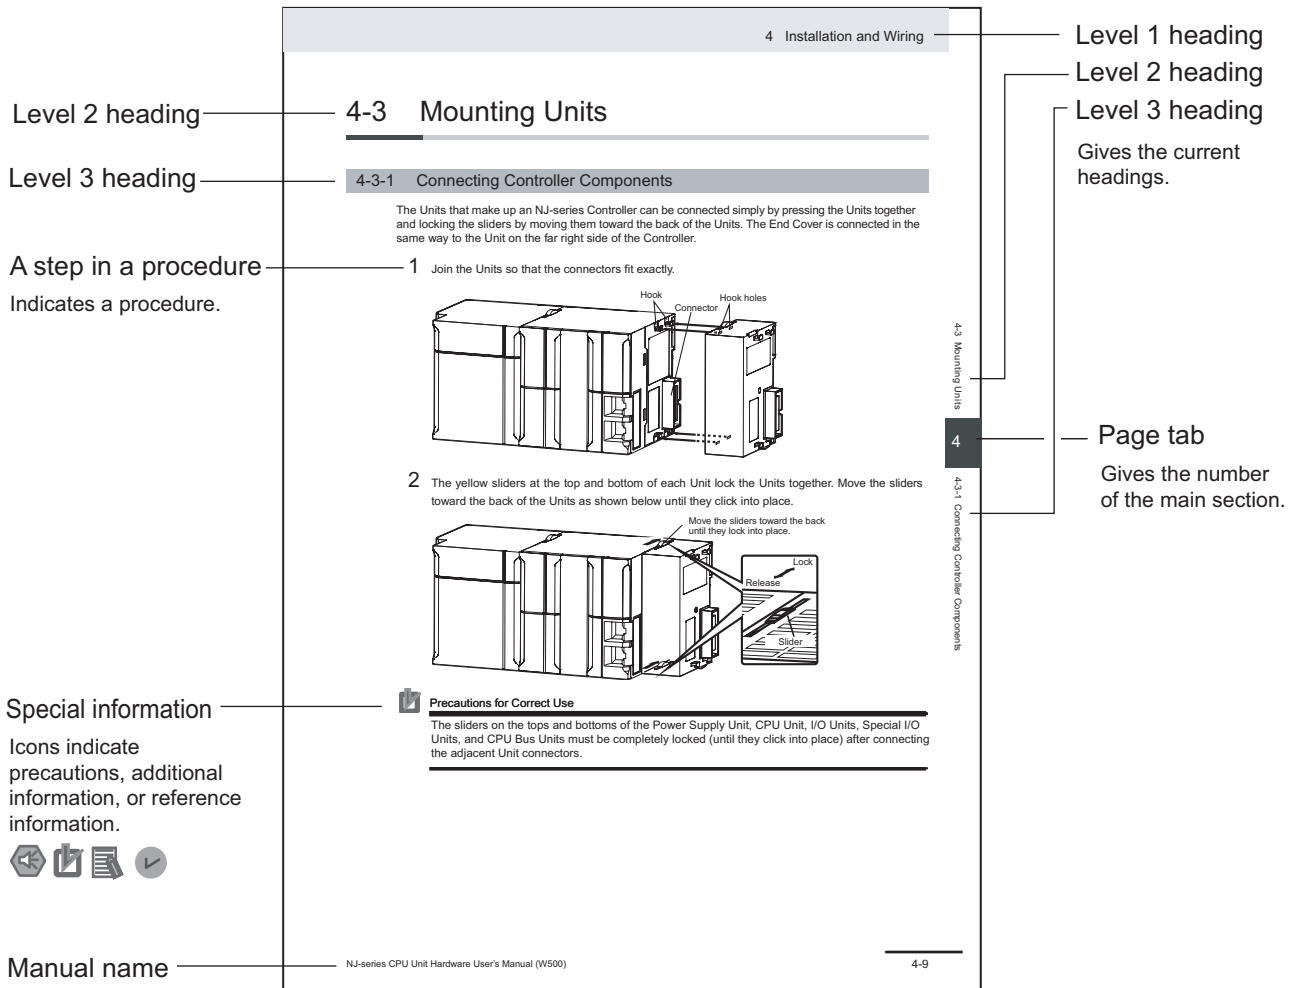 4 Installation and Wiring
Level 1 heading
Level 2 heading
Level 3 heading
Gives the current
headings.
Level 2 heading
4-3 Mounting Units
Level 3 heading
4-3-1 Connecting Controller Components
The Units that make up an NJ-series Controller can be connected simply by pressing the Units together
and locking the sliders by moving them toward the back of the Units. The End Cover is connected in the
same way to the Unit on the far right side of the Controller.
A step in a procedure
Indicates a procedure.
1 Join the Units so that the connectors fit exactly.
Hook
Connector
Hook holes
4-3 Mounting Units
4
Page tab
Gives the number
of the main section.
4-3-1 Connecting Controller Components
2 The yellow sliders at the top and bottom of each Unit lock the Units together. Move the sliders
toward the back of the Units as shown below until they click into place.
Move the sliders toward the back
until they lock into place.
Lock
Release
Slider
Special information
Icons indicate
precautions, additional
information, or reference
information.
Precautions for Correct Use
The sliders on the tops and bottoms of the Power Supply Unit, CPU Unit, I/O Units, Special I/O
Units, and CPU Bus Units must be completely locked (until they click into place) after connecting
the adjacent Unit connectors.
Manual name
NJ-series CPU Unit Hardware User's Manual (W500)
4-9